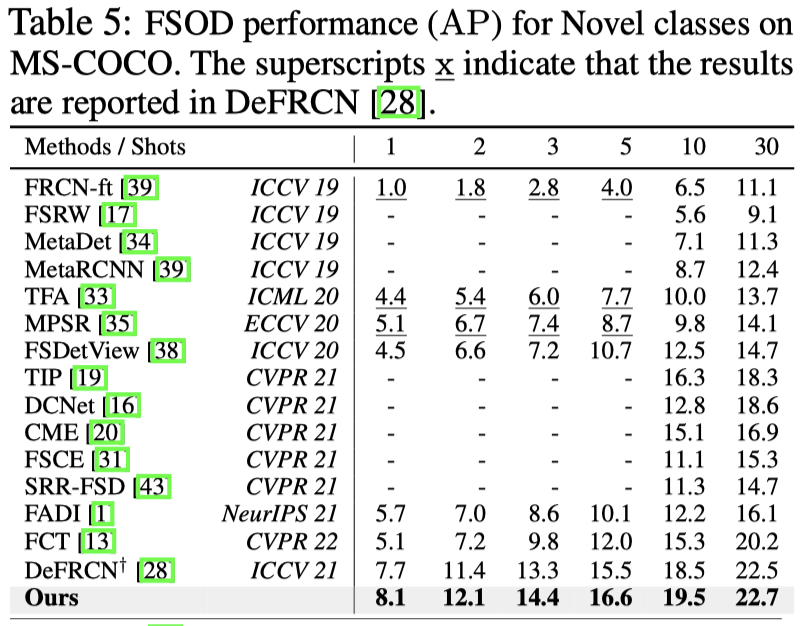 Table 5: FSOD performance (AP) for Novel classes on
MS-COCO. The superscripts x indicate that the results
are reported in DeFRCN [28].
Methods / Shots 1 2 3 5 10 30
FRCN-ft [39] ICCV 19 1.0 1.8 2.8 4.0 6.5 11.1
FSRW [17] ICCV 19 - - - - 5.6 9.1
MetaDet [34] ICCV 19 - - - - 7.1 11.3
MetaRCNN [39] ICCV 19 - - - - 8.7 12.4
TFA [33] ICML 20 4.4 5.4 6.0 7.7 10.0 13.7
MPSR [35] ECCV 20 5.1 6.7 7.4 8.7 9.8 14.1
FSDetView [38] ICCV 20 4.5 6.6 7.2 10.7 12.5 14.7
TIP [19] CVPR 21 - - - - 16.3 18.3
DCNet [16] CVPR 21 - - - - 12.8 18.6
CME [20] CVPR 21 - - - - 15.1 16.9
FSCE [31] CVPR 21 - - - - 11.1 15.3
SRR-FSD [43] CVPR 21 - - - - 11.3 14.7
FADI [1] NeurIPS 21 5.7 7.0 8.6 10.1 12.2 16.1
FCT [13] CVPR 22 5.1 7.2 9.8 12.0 15.3 20.2
DeFRCN† [28] ICCV 21 7.7 11.4 13.3 15.5 18.5 22.5
Ours 8.1 12.1 14.4 16.6 19.5 22.7